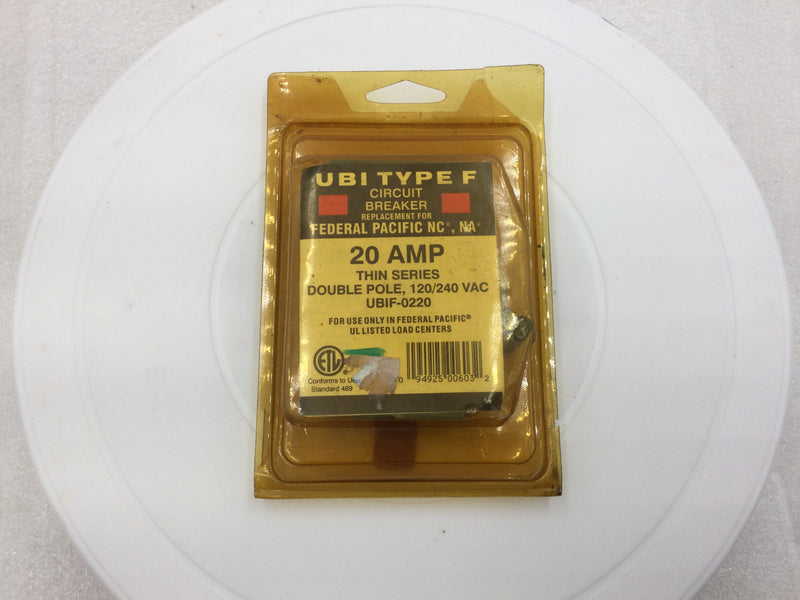 UBI TYPE F
CIRCUIT
BREAKER
REPLACEMENT FOR
FEDERAL PACIFIC NC®, NA®
20 AMP
THIN SERIES
DOUBLE POLE, 120/240 VAC
UBIF-0220
FOR USE ONLY IN FEDERAL PACIFIC®
UL LISTED LOAD CENTERS
ETL
Conforms to
Standard 489
0 94925 00603 2